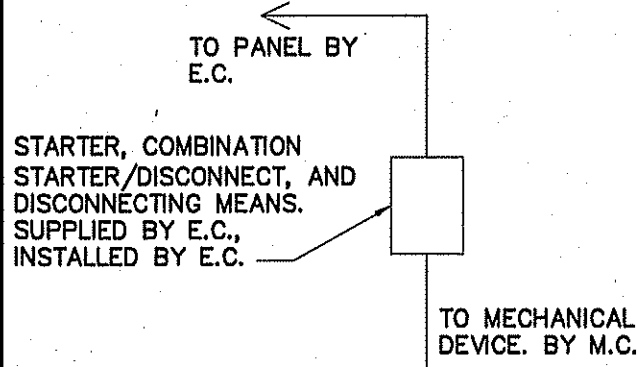 TO PANEL BY
E.C.
STARTER, COMBINATION
STARTER/DISCONNECT, AND
DISCONNECTING MEANS.
SUPPLIED BY E.C.,
INSTALLED BY E.C.
TO MECHANICAL
DEVICE. BY M.C.